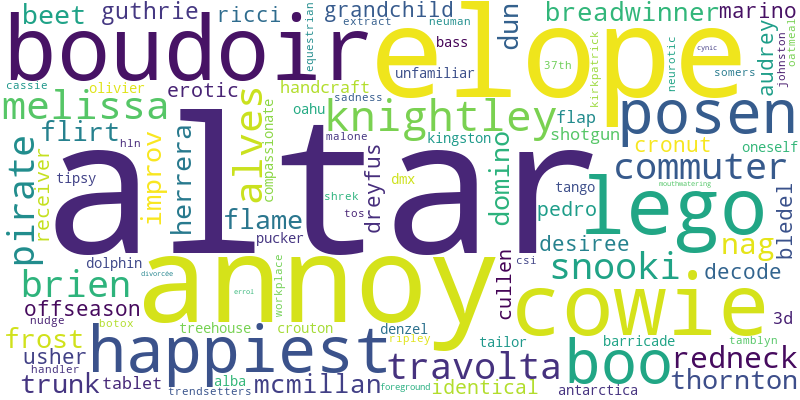 beet
guthrie
ricci
equestrian
grandchild
extract
neuman
bass
dun
breadwinner
marino
boudoir
elope
cynic
audrey
johnston
oatmeal
cassie
olivier
erotic
handcraft
unfamiliar
37th
kirkpatrick
neurotic
somers
melissa
alves
compassionate
oahu
sadness
knightley
flap
shotgun
posen
pirate
receiver
flirt
hln
improv
herrera
malone
kingston
cronut
oneself
tipsy
altar
shrek
dmx
dreyfus
domino
tango
commuter
mouthwatering
flame
tos
pedro
lego
bledel
pucker
desiree
nag
dolphin
divorcée
annoy
csi
cullen
snooki
decode
brien
workplace
errol
cowie
3d
offseason
nudge
botox
treehouse
crouton
denzel
ripley
tailor
barricade
tamblyn
frost
usher
handler
happiest
travolta
boo
redneck
trunk
tablet
trendsetters
alba
mcmillan
foreground
identical
antarctica
thornton